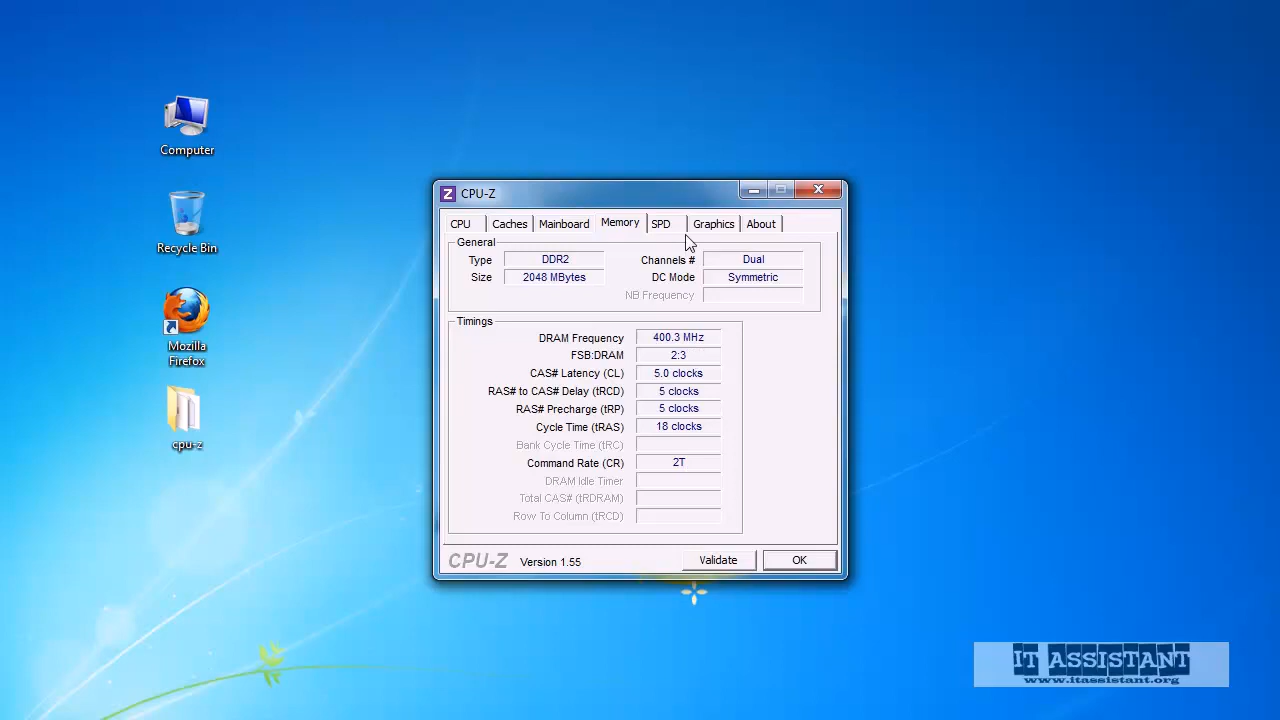 Computer
Recycle Bin
Mozilla
Firefox
cpu-z
Z CPU-Z
CPU Caches Mainboard Memory SPD Graphics About
General
Type DDR2 Channels # Dual
Size 2048 MBytes DC Mode Symmetric
NB Frequency
Timings
DRAM Frequency 400.3 MHz
FSB:DRAM 2:3
CAS# Latency (CL) 5.0 clocks
RAS# to CAS# Delay (tRCD) 5 clocks
RAS# Precharge (tRP) 5 clocks
Cycle Time (tRAS) 18 clocks
Bank Cycle Time (tRC)
Command Rate (CR) 2T
DRAM Idle Timer
Total CAS# (tRDRAM)
Row To Column (tRCD)
CPU-Z Version 1.55 Validate OK
IT ASSISTANT
www.itassistant.org